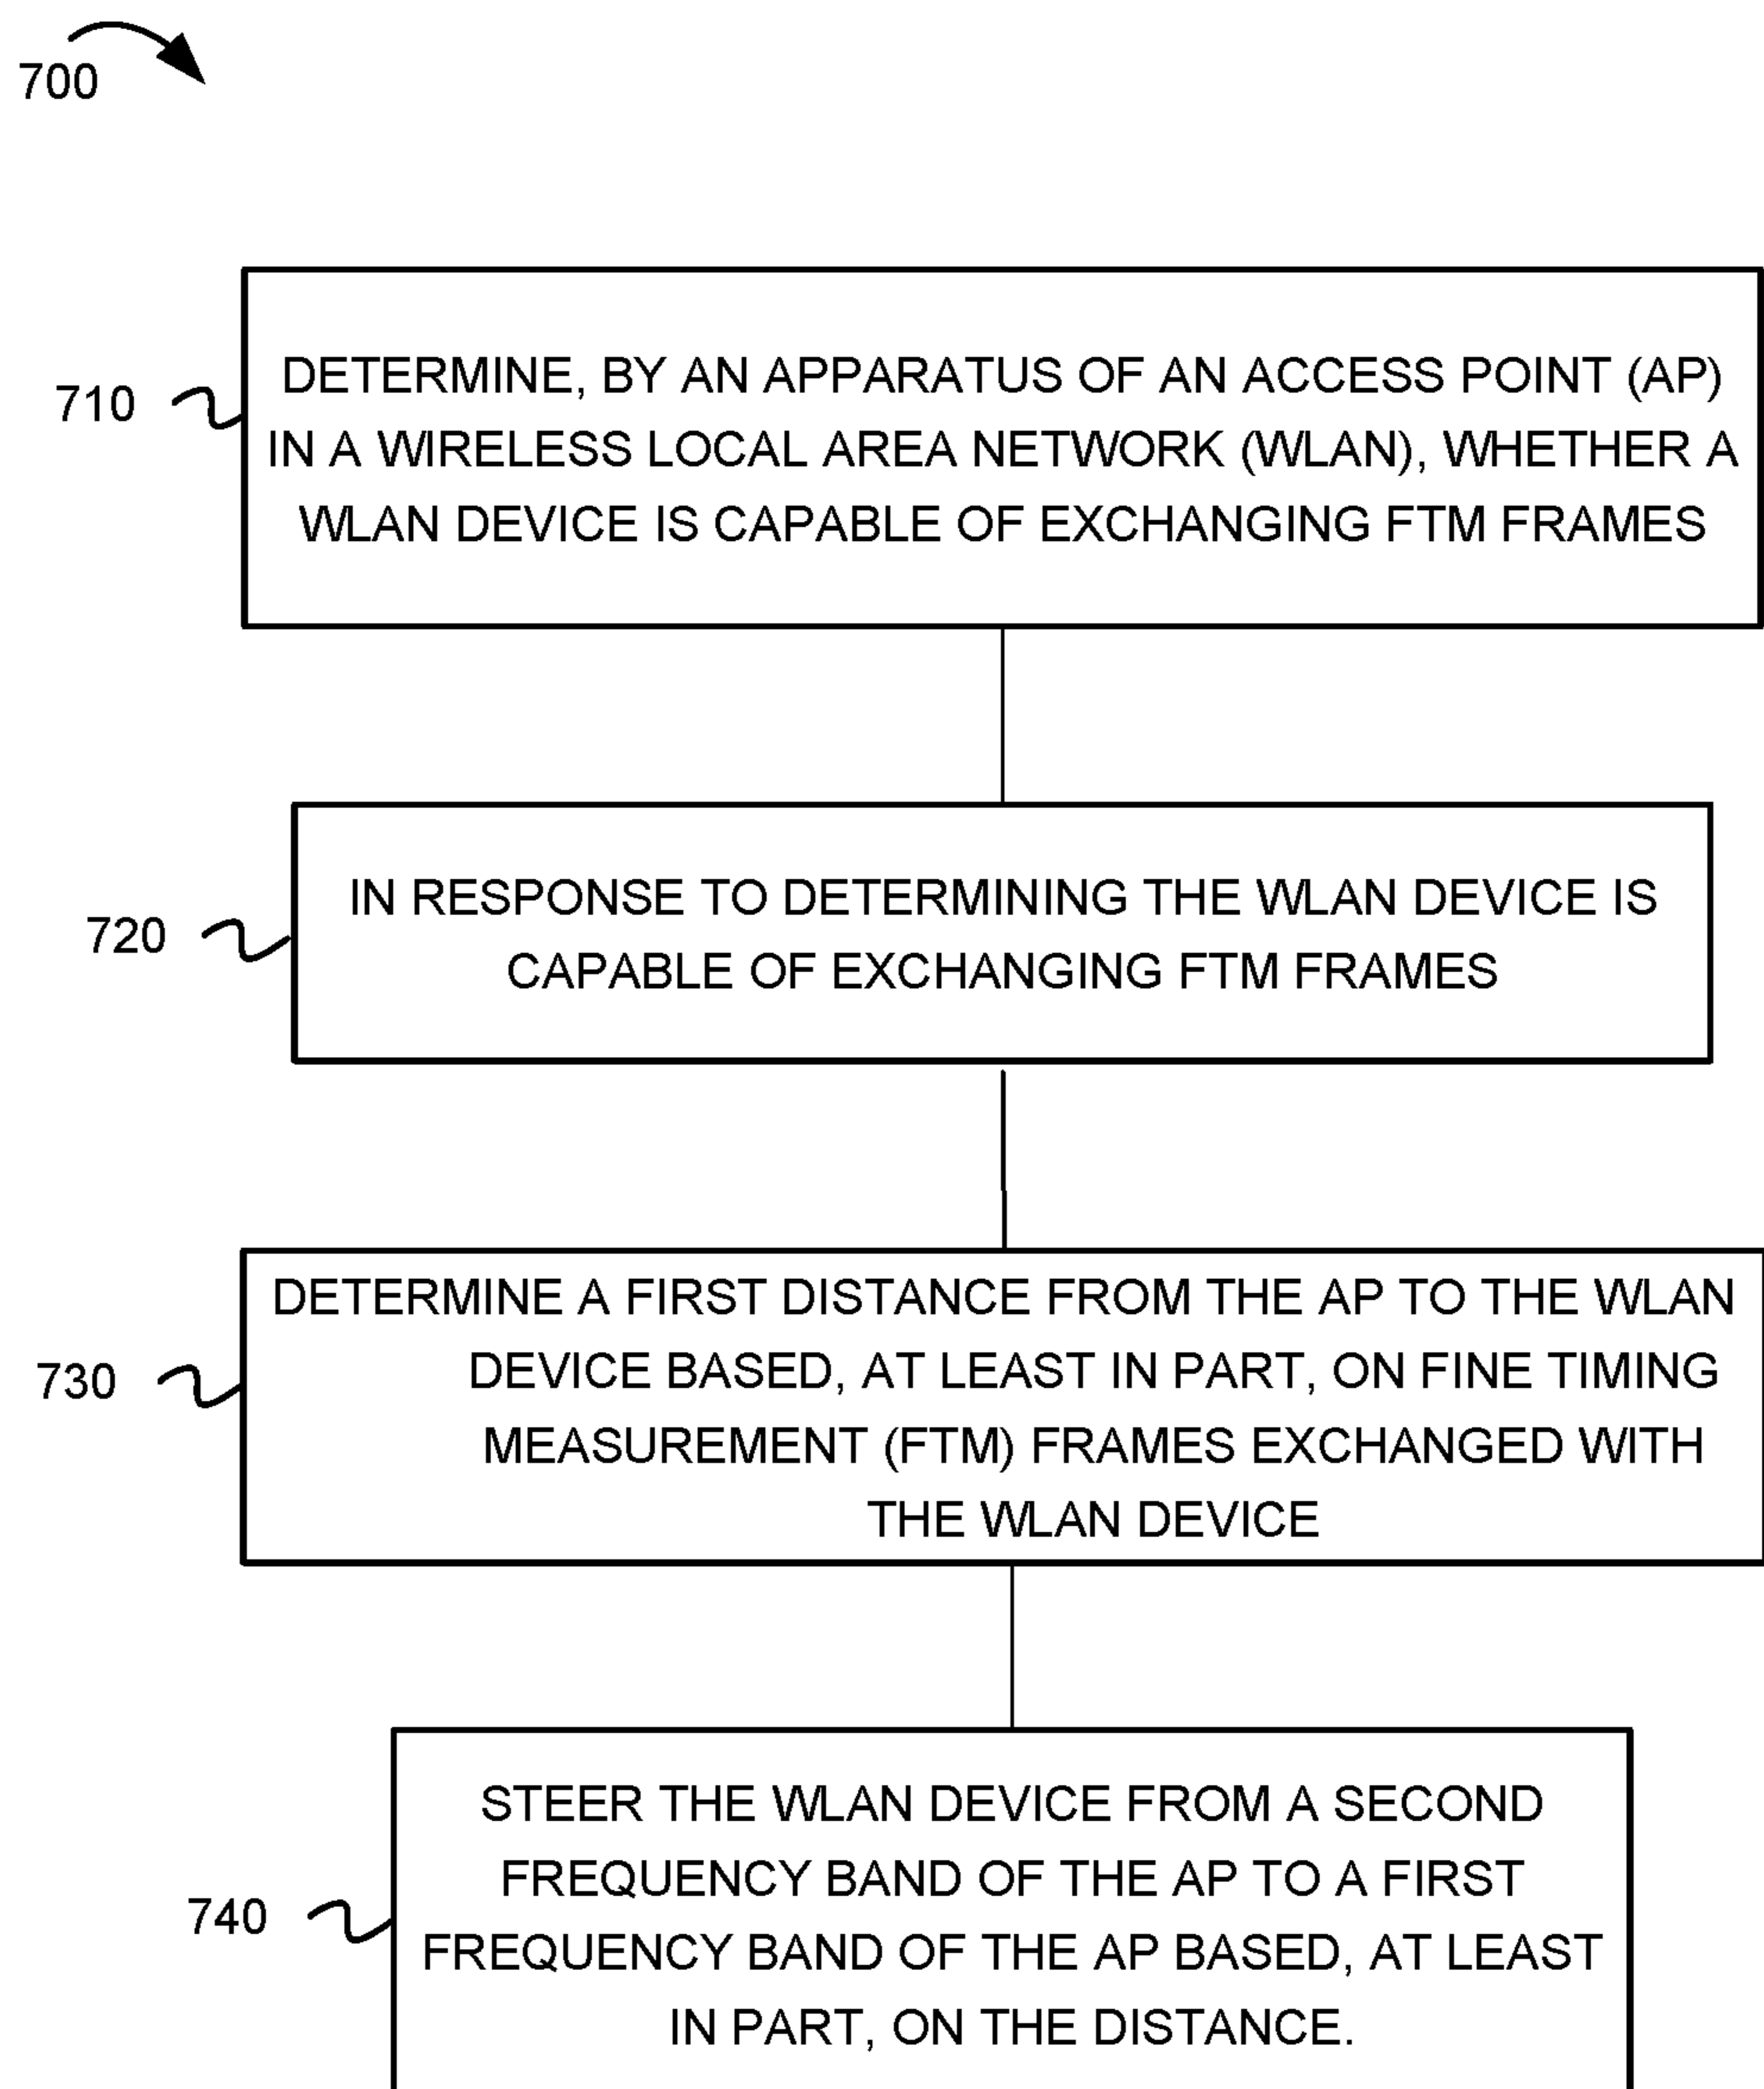 700
710
DETERMINE, BY AN APPARATUS OF AN ACCESS POINT (AP)
IN A WIRELESS LOCAL AREA NETWORK (WLAN), WHETHER A
WLAN DEVICE IS CAPABLE OF EXCHANGING FTM FRAMES
720
IN RESPONSE TO DETERMINING THE WLAN DEVICE IS
CAPABLE OF EXCHANGING FTM FRAMES
730
DETERMINE A FIRST DISTANCE FROM THE AP TO THE WLAN
DEVICE BASED, AT LEAST IN PART, ON FINE TIMING
MEASUREMENT (FTM) FRAMES EXCHANGED WITH
THE WLAN DEVICE
740
STEER THE WLAN DEVICE FROM A SECOND
FREQUENCY BAND OF THE AP TO A FIRST
FREQUENCY BAND OF THE AP BASED, AT LEAST
IN PART, ON THE DISTANCE.